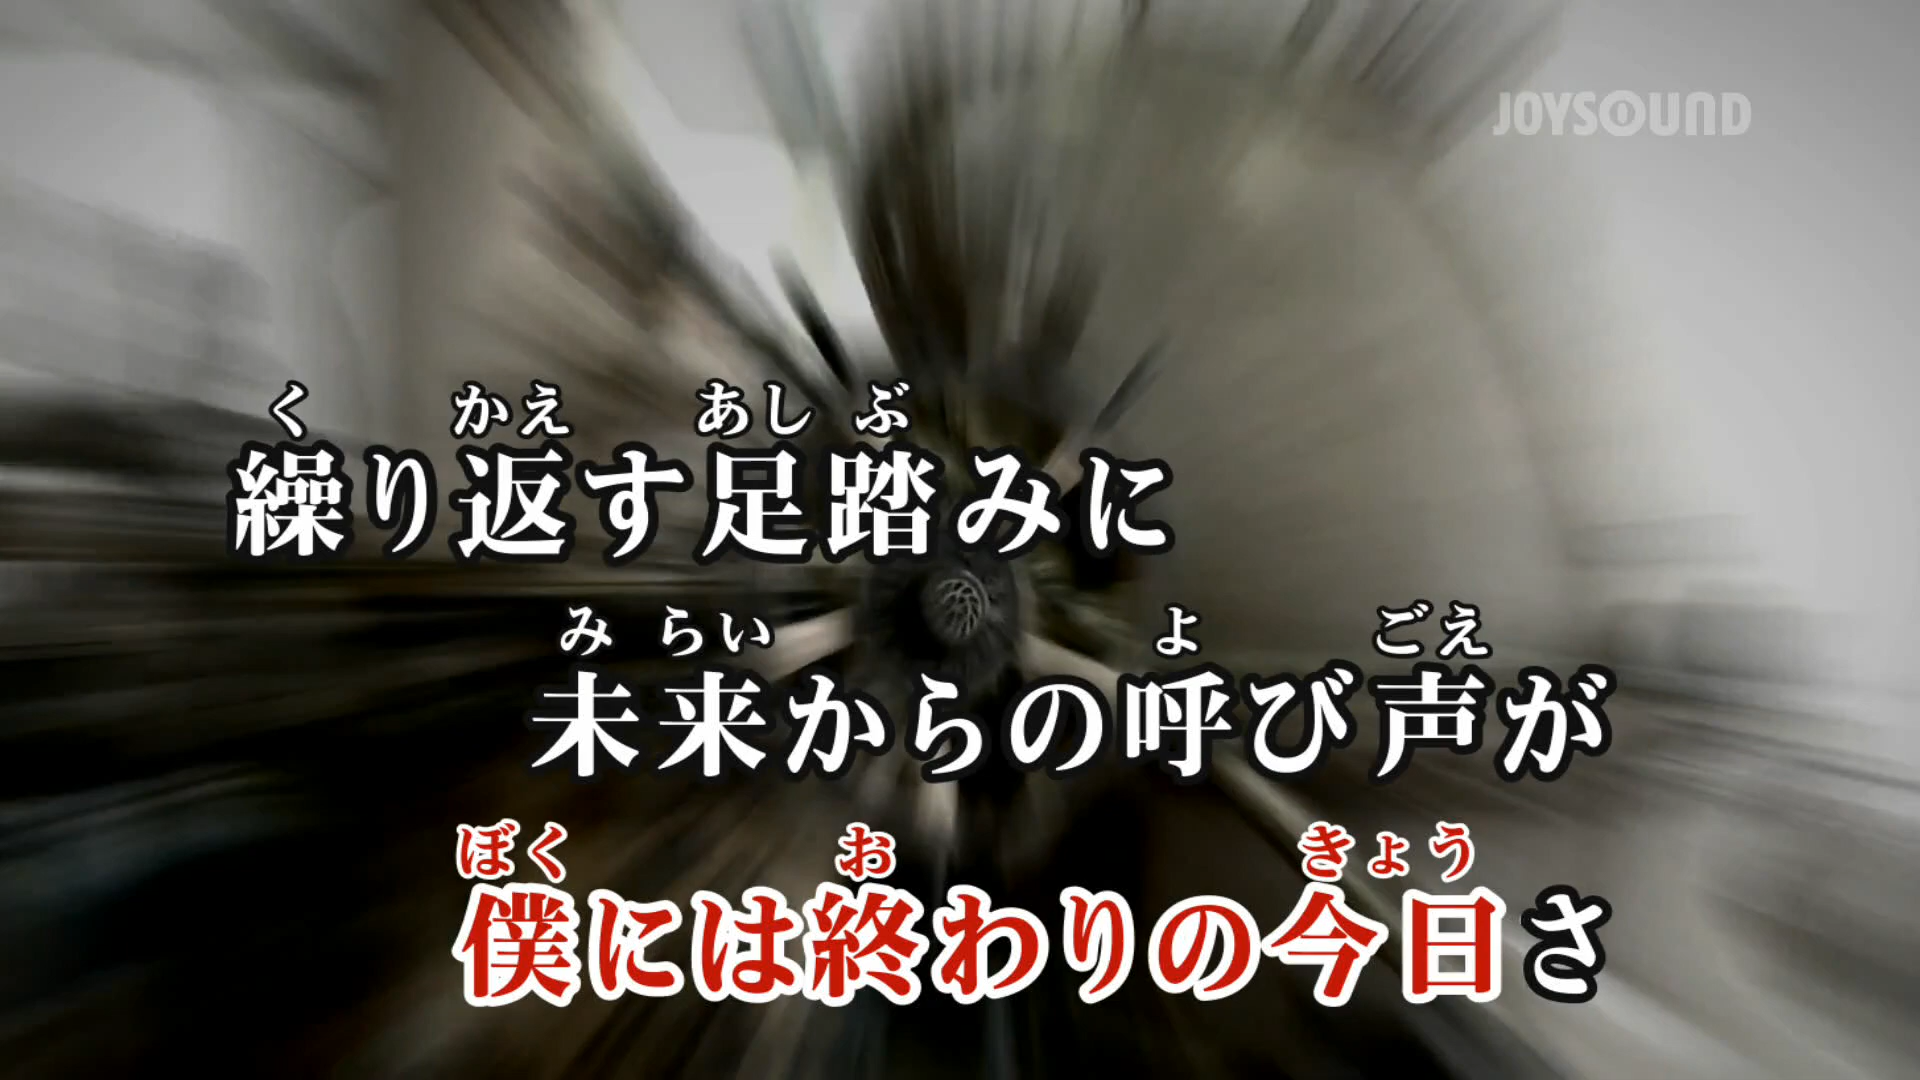 JOYSOUND
く かえ あし ぶ
繰り返す足踏みに
み らい よ ごえ
未来からの呼び声が
ぼく お きょう
僕には終わりの今日さ